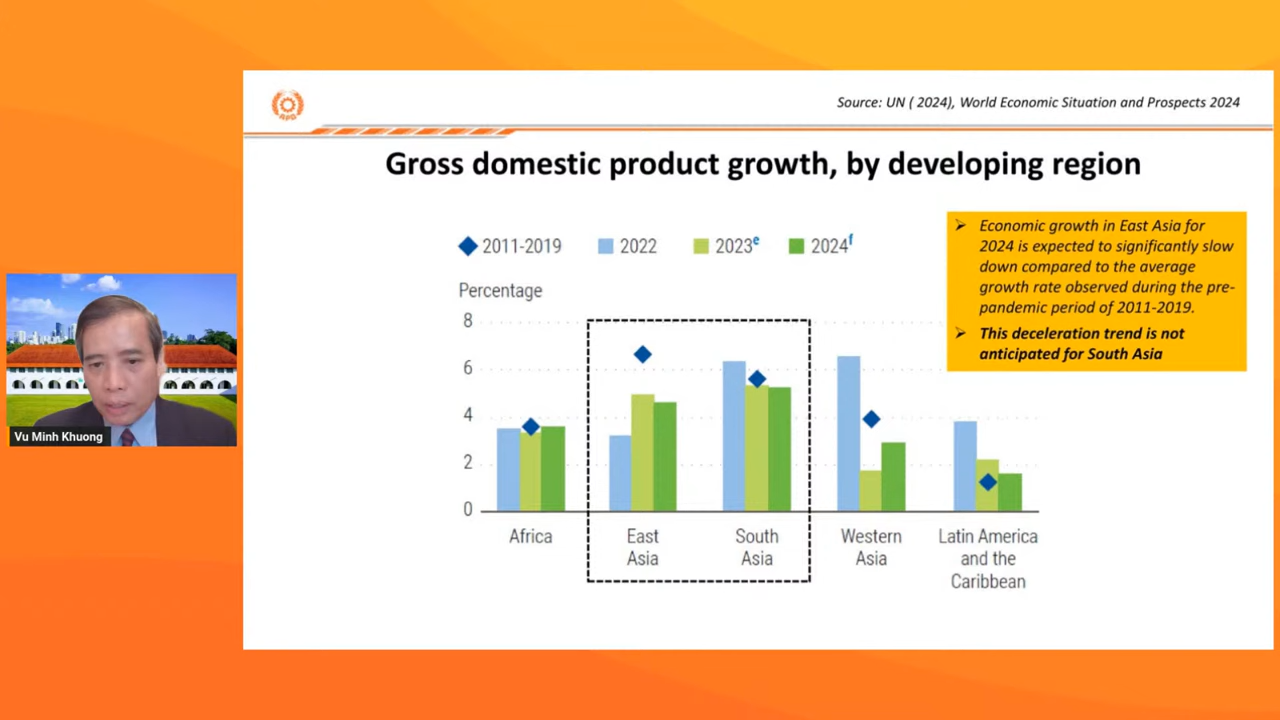 Source: UN ( 2024), World Economic Situation and Prospects 2024
APO
Gross domestic product growth, by developing region
2011-2019 2022 2023e 2024f
Percentage
8
6
4
2
0
Africa
East
Asia
South
Asia
Western
Asia
Latin America
and the
Caribbean
Economic growth in East Asia for
2024 is expected to significantly slow
down compared to the average
growth rate observed during the pre-
pandemic period of 2011-2019.
This deceleration trend is not
anticipated for South Asia
Vu Minh Khuong